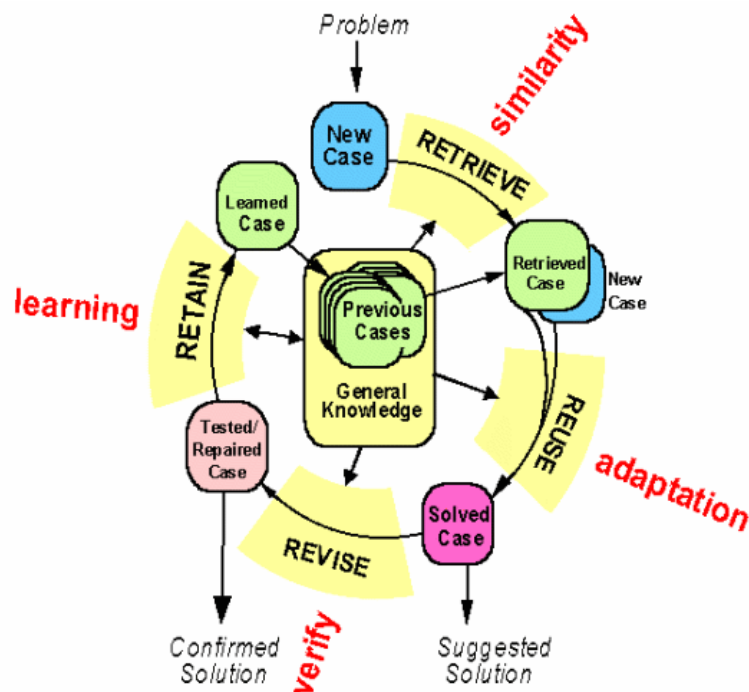 Problem
similarity
New
Case
RETRIEVE
Learned
Case
Retrieved
Case
New
Case
Previous
Cases
learning
RETAIN
General
Knowledge
REUSE
adaptation
Tested/
Repaired
Case
Solved
Case
REVISE
verify
Confirmed
Solution
Suggested
Solution